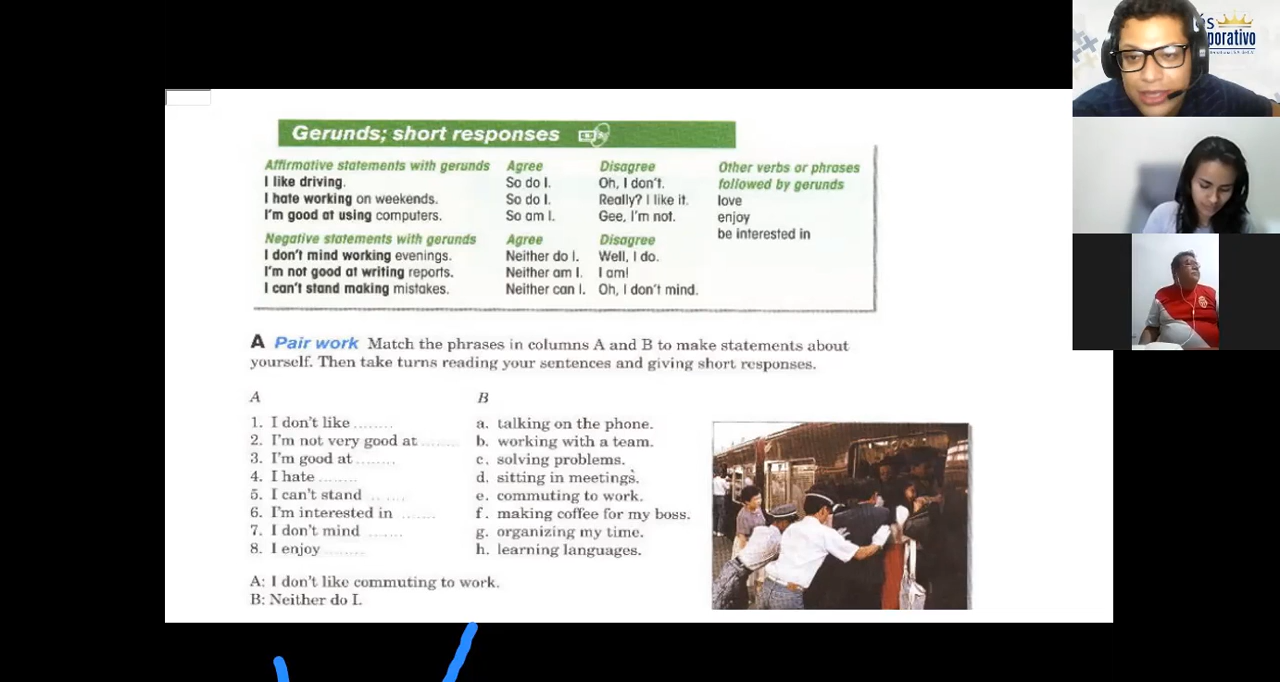 Gerunds; short responses
Affirmative statements with gerunds Agree Disagree Other verbs or phrases
followed by gerunds
I like driving. So do I. Oh, I don't. love
I hate working on weekends. So do I. Really? I like it. enjoy
I'm good at using computers. So am I. Gee, I'm not. be interested in
Negative statements with gerunds Agree Disagree
I don't mind working evenings. Neither do I. Well, I do.
I'm not good at writing reports. Neither am I. I am!
I can't stand making mistakes. Neither can I. Oh, I don't mind.
A Pair work Match the phrases in columns A and B to make statements about
yourself. Then take turns reading your sentences and giving short responses.
A B
1. I don't like ........ a. talking on the phone.
2. I'm not very good at ........ b. working with a team.
3. I'm good at ........ c. solving problems.
4. I hate ........ d. sitting in meetings.
5. I can't stand ........ e. commuting to work.
6. I'm interested in ........ f. making coffee for my boss.
7. I don't mind ........ g. organizing my time.
8. I enjoy ........ h. learning languages.
A: I don't like commuting to work.
B: Neither do I.